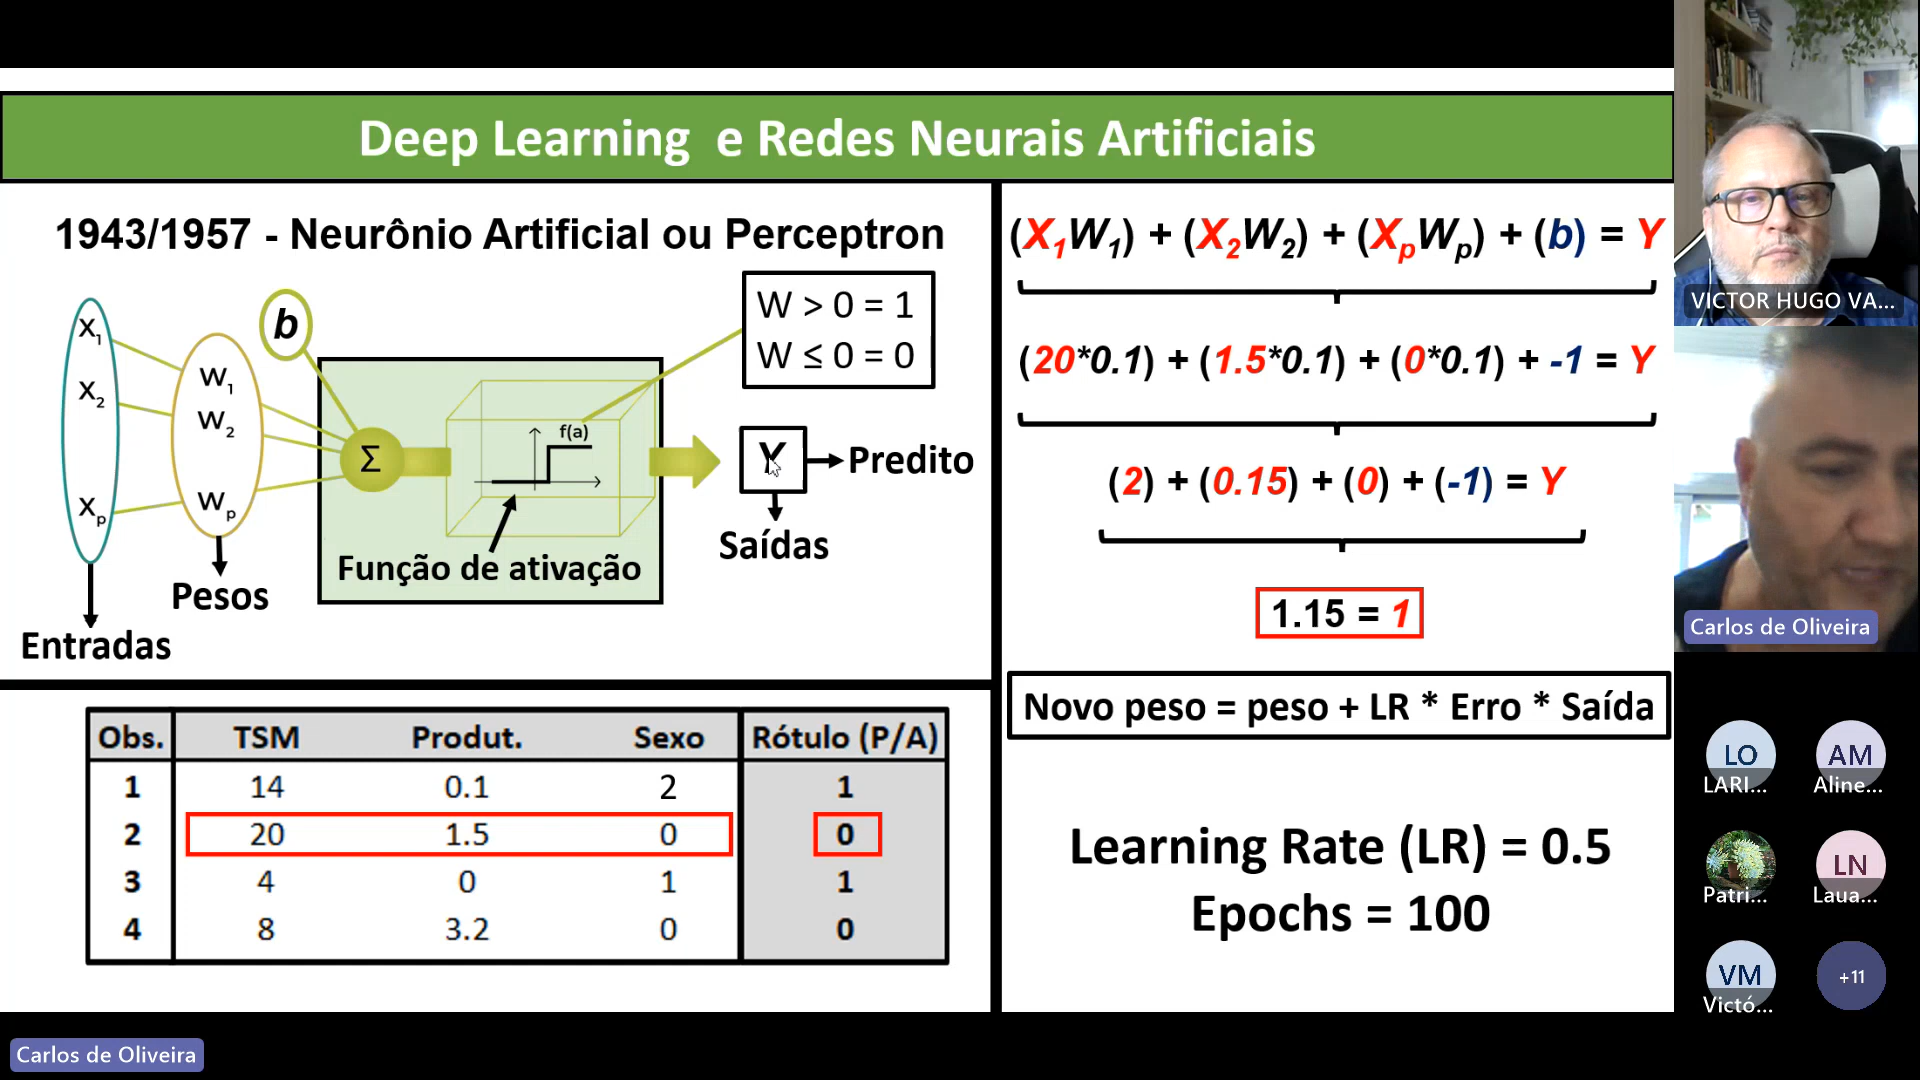 Deep Learning e Redes Neurais Artificiais
1943/1957 - Neurônio Artificial ou Perceptron
X1
X2
Xp
W1
W2
Wp
b
Σ
f(a)
Função de ativação
W > 0 = 1
W ≤ 0 = 0
Y
Predito
Saídas
Pesos
Entradas
Obs. TSM Produt. Sexo Rótulo (P/A)
1 14 0.1 2 1
2 20 1.5 0 0
3 4 0 1 1
4 8 3.2 0 0
(X1W1) + (X2W2) + (XpWp) + (b) = Y
(20*0.1) + (1.5*0.1) + (0*0.1) + -1 = Y
(2) + (0.15) + (0) + (-1) = Y
1.15 = 1
Novo peso = peso + LR * Erro * Saída
Learning Rate (LR) = 0.5
Epochs = 100
VICTOR HUGO VA...
Carlos de Oliveira
LO
LARI...
AM
Aline...
Patri...
LN
Laua...
VM
Victó...
+11
Carlos de Oliveira